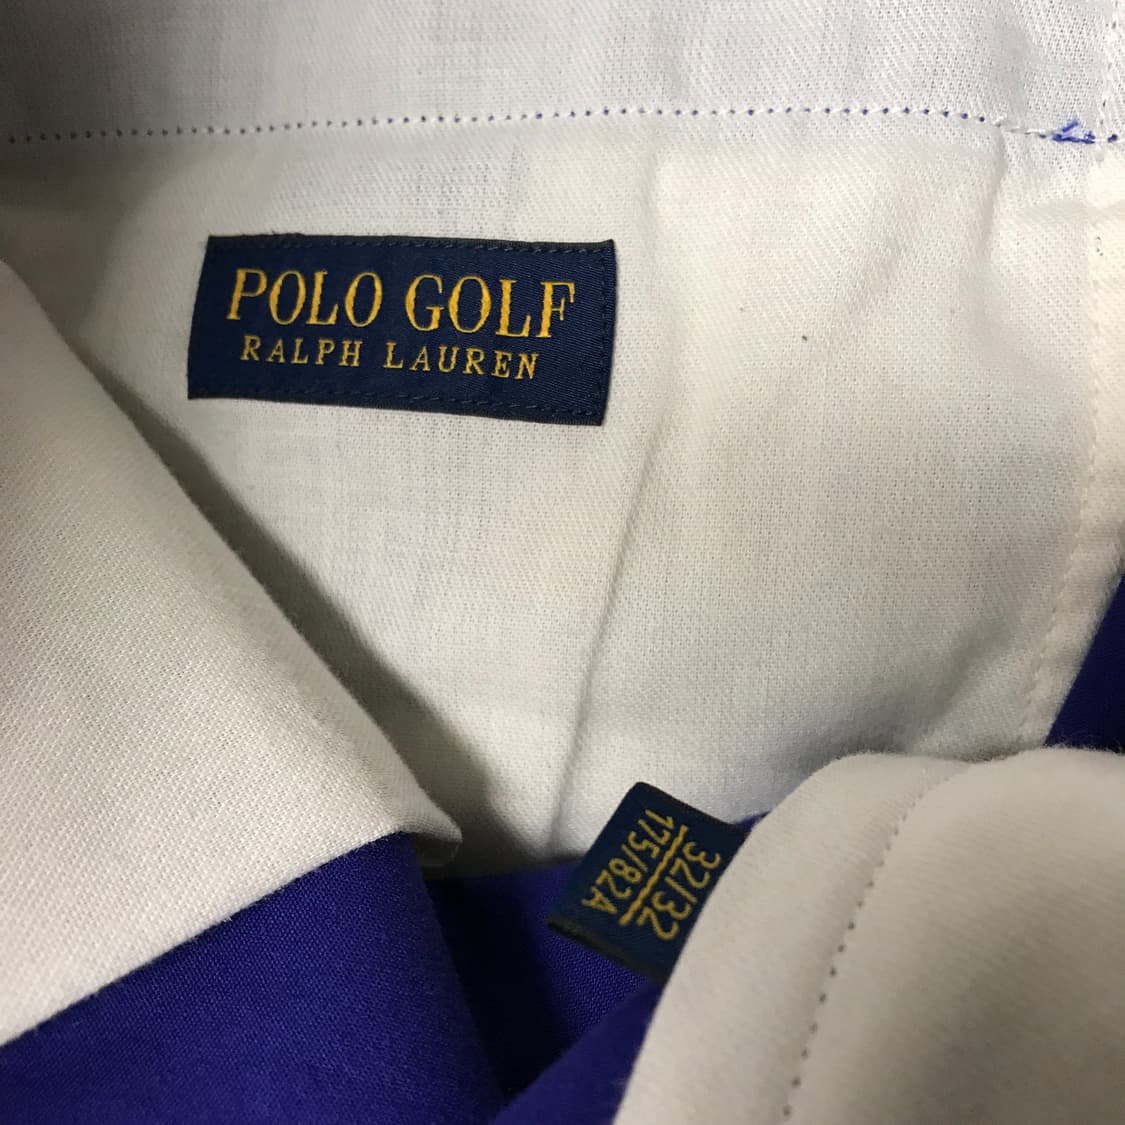 POLO GOLF
RALPH LAUREN
32/32
175/82A